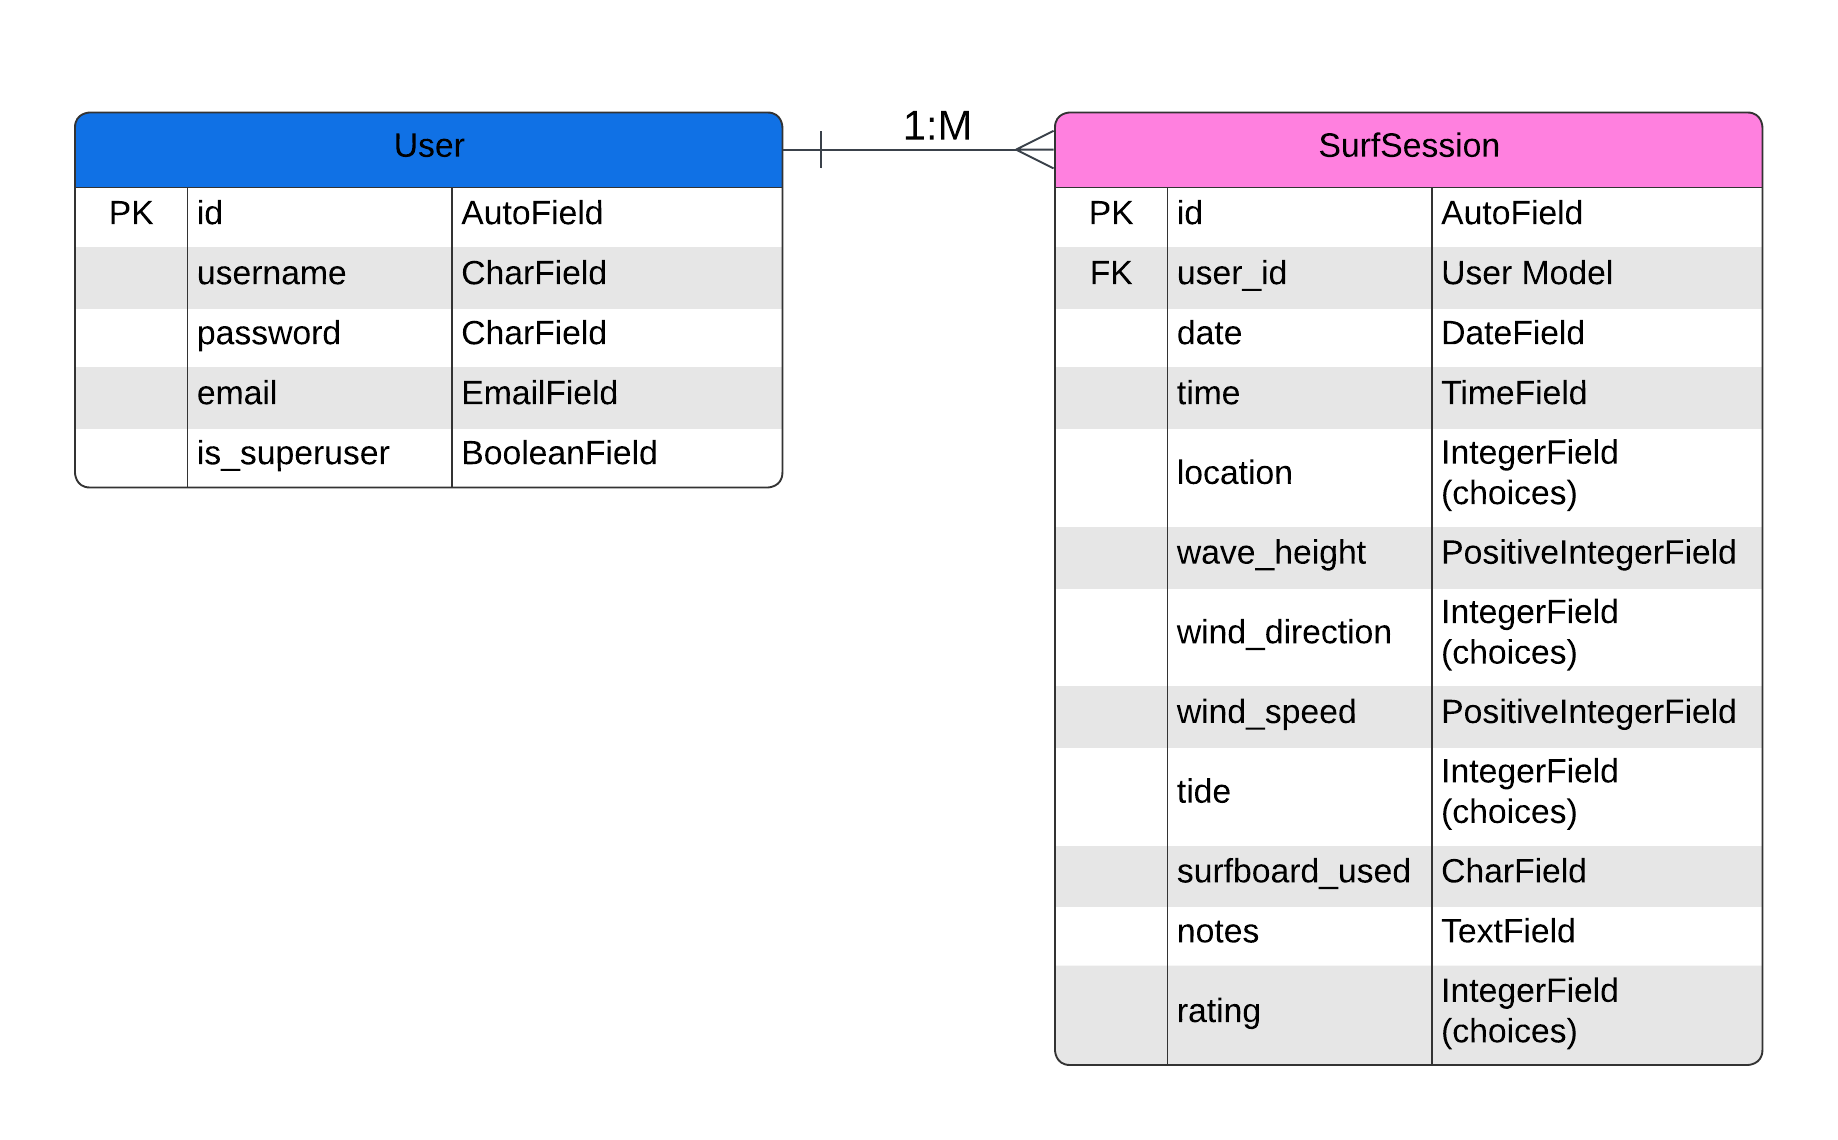 User
PK id AutoField
username CharField
password CharField
email EmailField
is_superuser BooleanField
1:M
SurfSession
PK id AutoField
FK user_id User Model
date DateField
time TimeField
location IntegerField
(choices)
wave_height PositiveIntegerField
wind_direction IntegerField
(choices)
wind_speed PositiveIntegerField
tide IntegerField
(choices)
surfboard_used CharField
notes TextField
rating IntegerField
(choices)